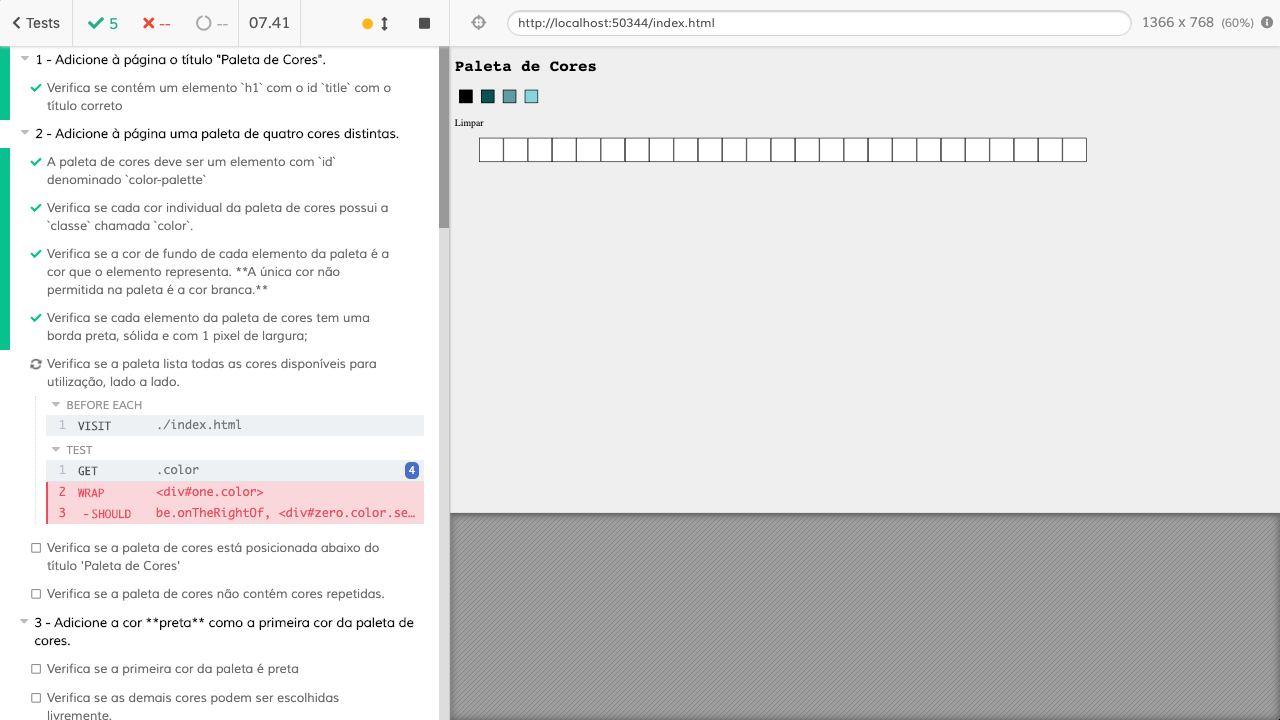 Tests
5
--
--
07.41
http://localhost:50344/index.html
1366 x 768 (60%)
1 - Adicione à página o título "Paleta de Cores".
Verifica se contém um elemento `h1` com o id `title` com o
título correto
2 - Adicione à página uma paleta de quatro cores distintas.
A paleta de cores deve ser um elemento com `id`
denominado `color-palette`
Verifica se cada cor individual da paleta de cores possui a
`classe` chamada `color`.
Verifica se a cor de fundo de cada elemento da paleta é a
cor que o elemento representa. **A única cor não
permitida na paleta é a cor branca.**
Verifica se cada elemento da paleta de cores tem uma
borda preta, sólida e com 1 pixel de largura;
Verifica se a paleta lista todas as cores disponíveis para
utilização, lado a lado.
BEFORE EACH
1 VISIT ./index.html
TEST
1 GET .color 4
2 WRAP <div#one.color>
3 -SHOULD be.onTheRightOf, <div#zero.color.se…
Verifica se a paleta de cores está posicionada abaixo do
título 'Paleta de Cores'
Verifica se a paleta de cores não contém cores repetidas.
3 - Adicione a cor **preta** como a primeira cor da paleta de
cores.
Verifica se a primeira cor da paleta é preta
Verifica se as demais cores podem ser escolhidas
livremente.
Paleta de Cores
Limpar